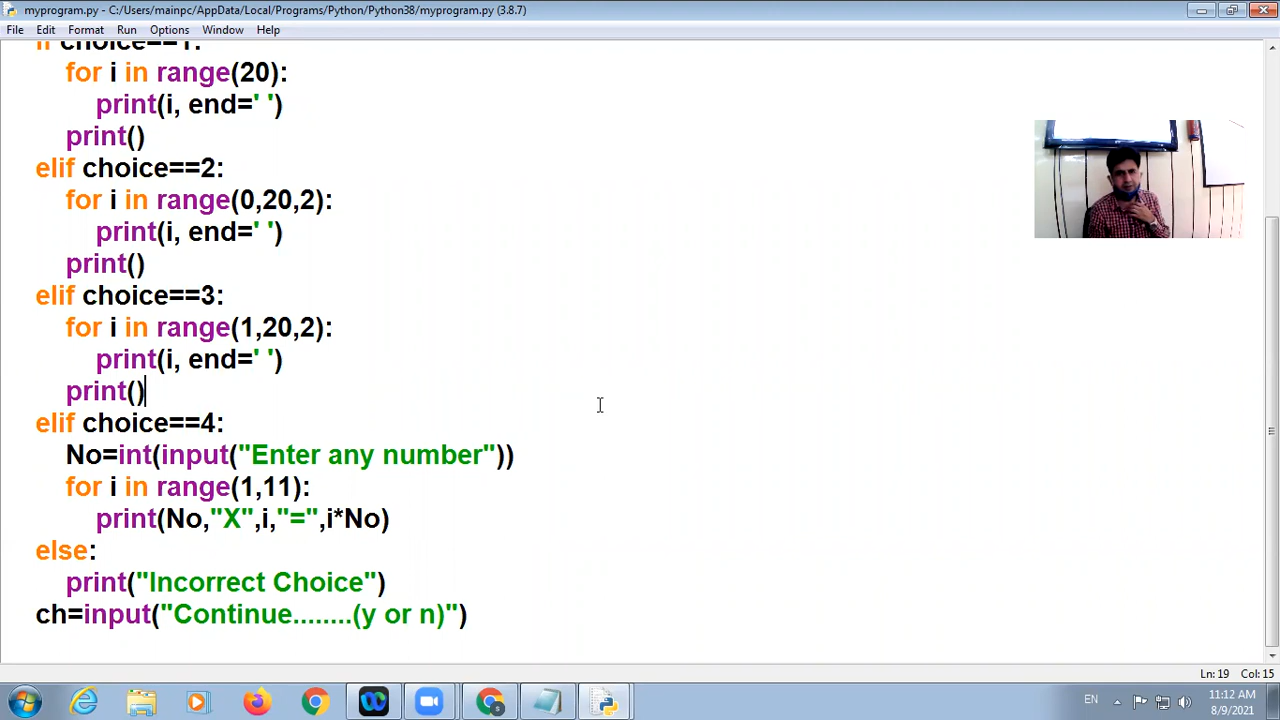 myprogram.py - C:/Users/mainpc/AppData/Local/Programs/Python/Python38/myprogram.py (3.8.7)
File Edit Format Run Options Window Help
if choice==1:
for i in range(20):
print(i, end=' ')
print()
elif choice==2:
for i in range(0,20,2):
print(i, end=' ')
print()
elif choice==3:
for i in range(1,20,2):
print(i, end=' ')
print()
elif choice==4:
No=int(input("Enter any number"))
for i in range(1,11):
print(No,"X",i,"=",i*No)
else:
print("Incorrect Choice")
ch=input("Continue........(y or n)")
Ln: 19 Col: 15
EN
11:12 AM
8/9/2021